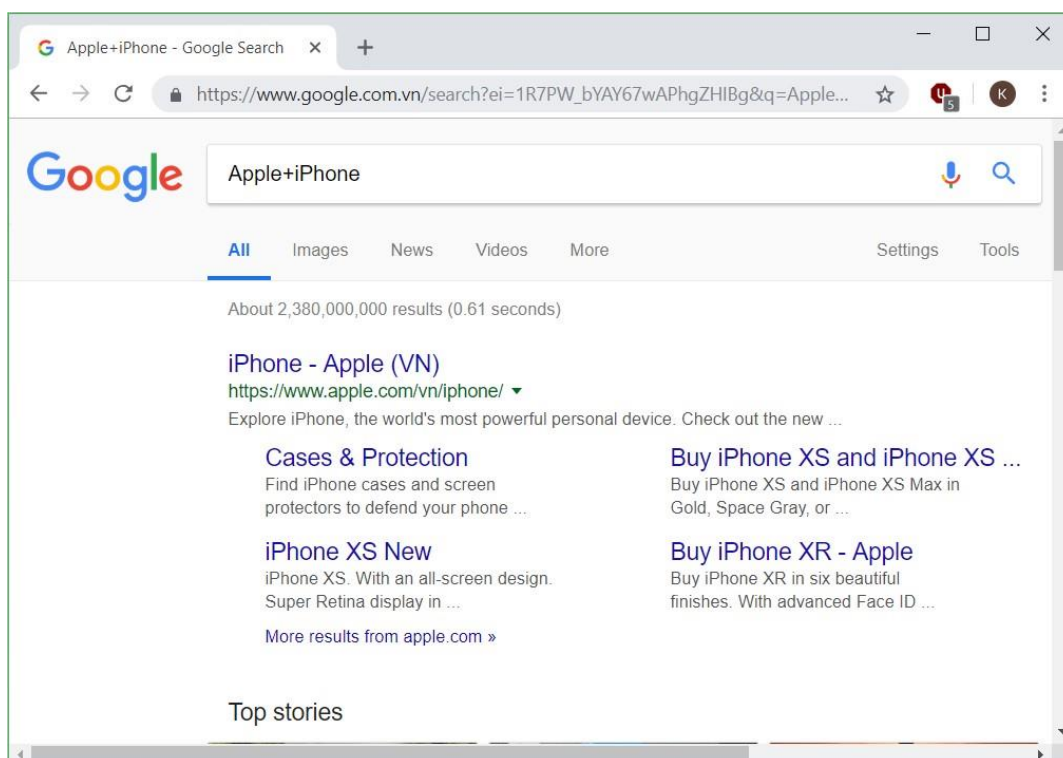 Apple+iPhone - Google Search
https://www.google.com.vn/search?ei=1R7PW_bYAY67wAPhgZHIBg&q=Apple...
5
K
Google
Apple+iPhone
All Images News Videos More Settings Tools
About 2,380,000,000 results (0.61 seconds)
iPhone - Apple (VN)
https://www.apple.com/vn/iphone/
Explore iPhone, the world's most powerful personal device. Check out the new ...
Cases & Protection
Find iPhone cases and screen
protectors to defend your phone ...
Buy iPhone XS and iPhone XS ...
Buy iPhone XS and iPhone XS Max in
Gold, Space Gray, or ...
iPhone XS New
iPhone XS. With an all-screen design.
Super Retina display in ...
Buy iPhone XR - Apple
Buy iPhone XR in six beautiful
finishes. With advanced Face ID ...
More results from apple.com »
Top stories